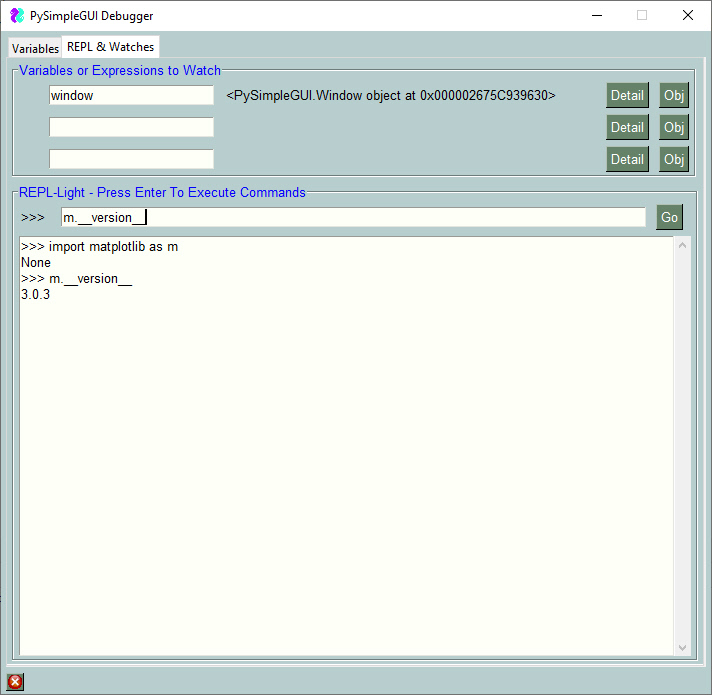 PySimpleGUI Debugger
Variables REPL & Watches
Variables or Expressions to Watch
window <PySimpleGUI.Window object at 0x000002675C939630> Detail Obj
Detail Obj
Detail Obj
REPL-Light - Press Enter To Execute Commands
>>> m.__version__ Go
>>> import matplotlib as m
None
>>> m.__version__
3.0.3